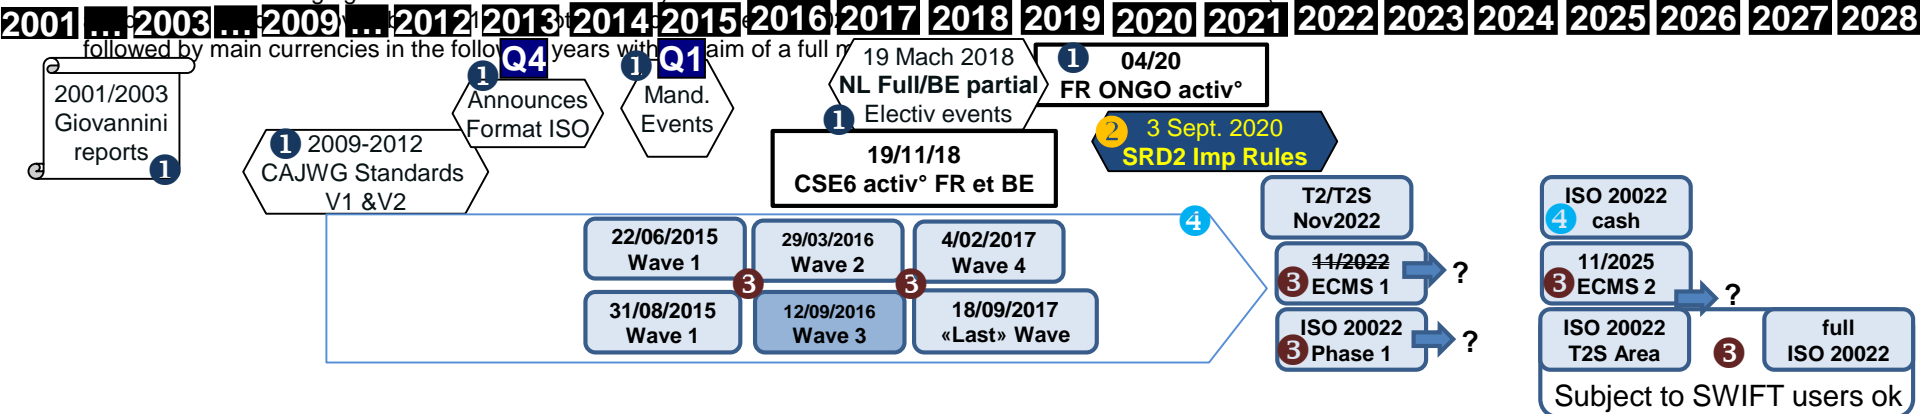 2001 ... 2003 ... 2009 ... 2012 2013 2014 2015 2016 2017 2018 2019 2020 2021 2022 2023 2024 2025 2026 2027 2028
followed by main currencies in the follo years with aim of a full m
Q4
Q1
1
2001/2003
Giovannini
reports
1
1 2009-2012
CAJWG Standards
V1 &V2
Announces
Format ISO
1
Mand.
Events
19 Mach 2018
NL Full/BE partial
1 Electiv events
1 04/20
FR ONGO activ°
19/11/18
CSE6 activ° FR et BE
2 3 Sept. 2020
SRD2 Imp Rules
4
22/06/2015
Wave 1
29/03/2016
Wave 2
4/02/2017
Wave 4
3
3
31/08/2015
Wave 1
12/09/2016
Wave 3
18/09/2017
«Last» Wave
T2/T2S
Nov2022
11/2022
3 ECMS 1
?
ISO 20022
3 Phase 1
?
ISO 20022
4 cash
11/2025
3 ECMS 2
?
ISO 20022
T2S Area
3
full
ISO 20022
Subject to SWIFT users ok